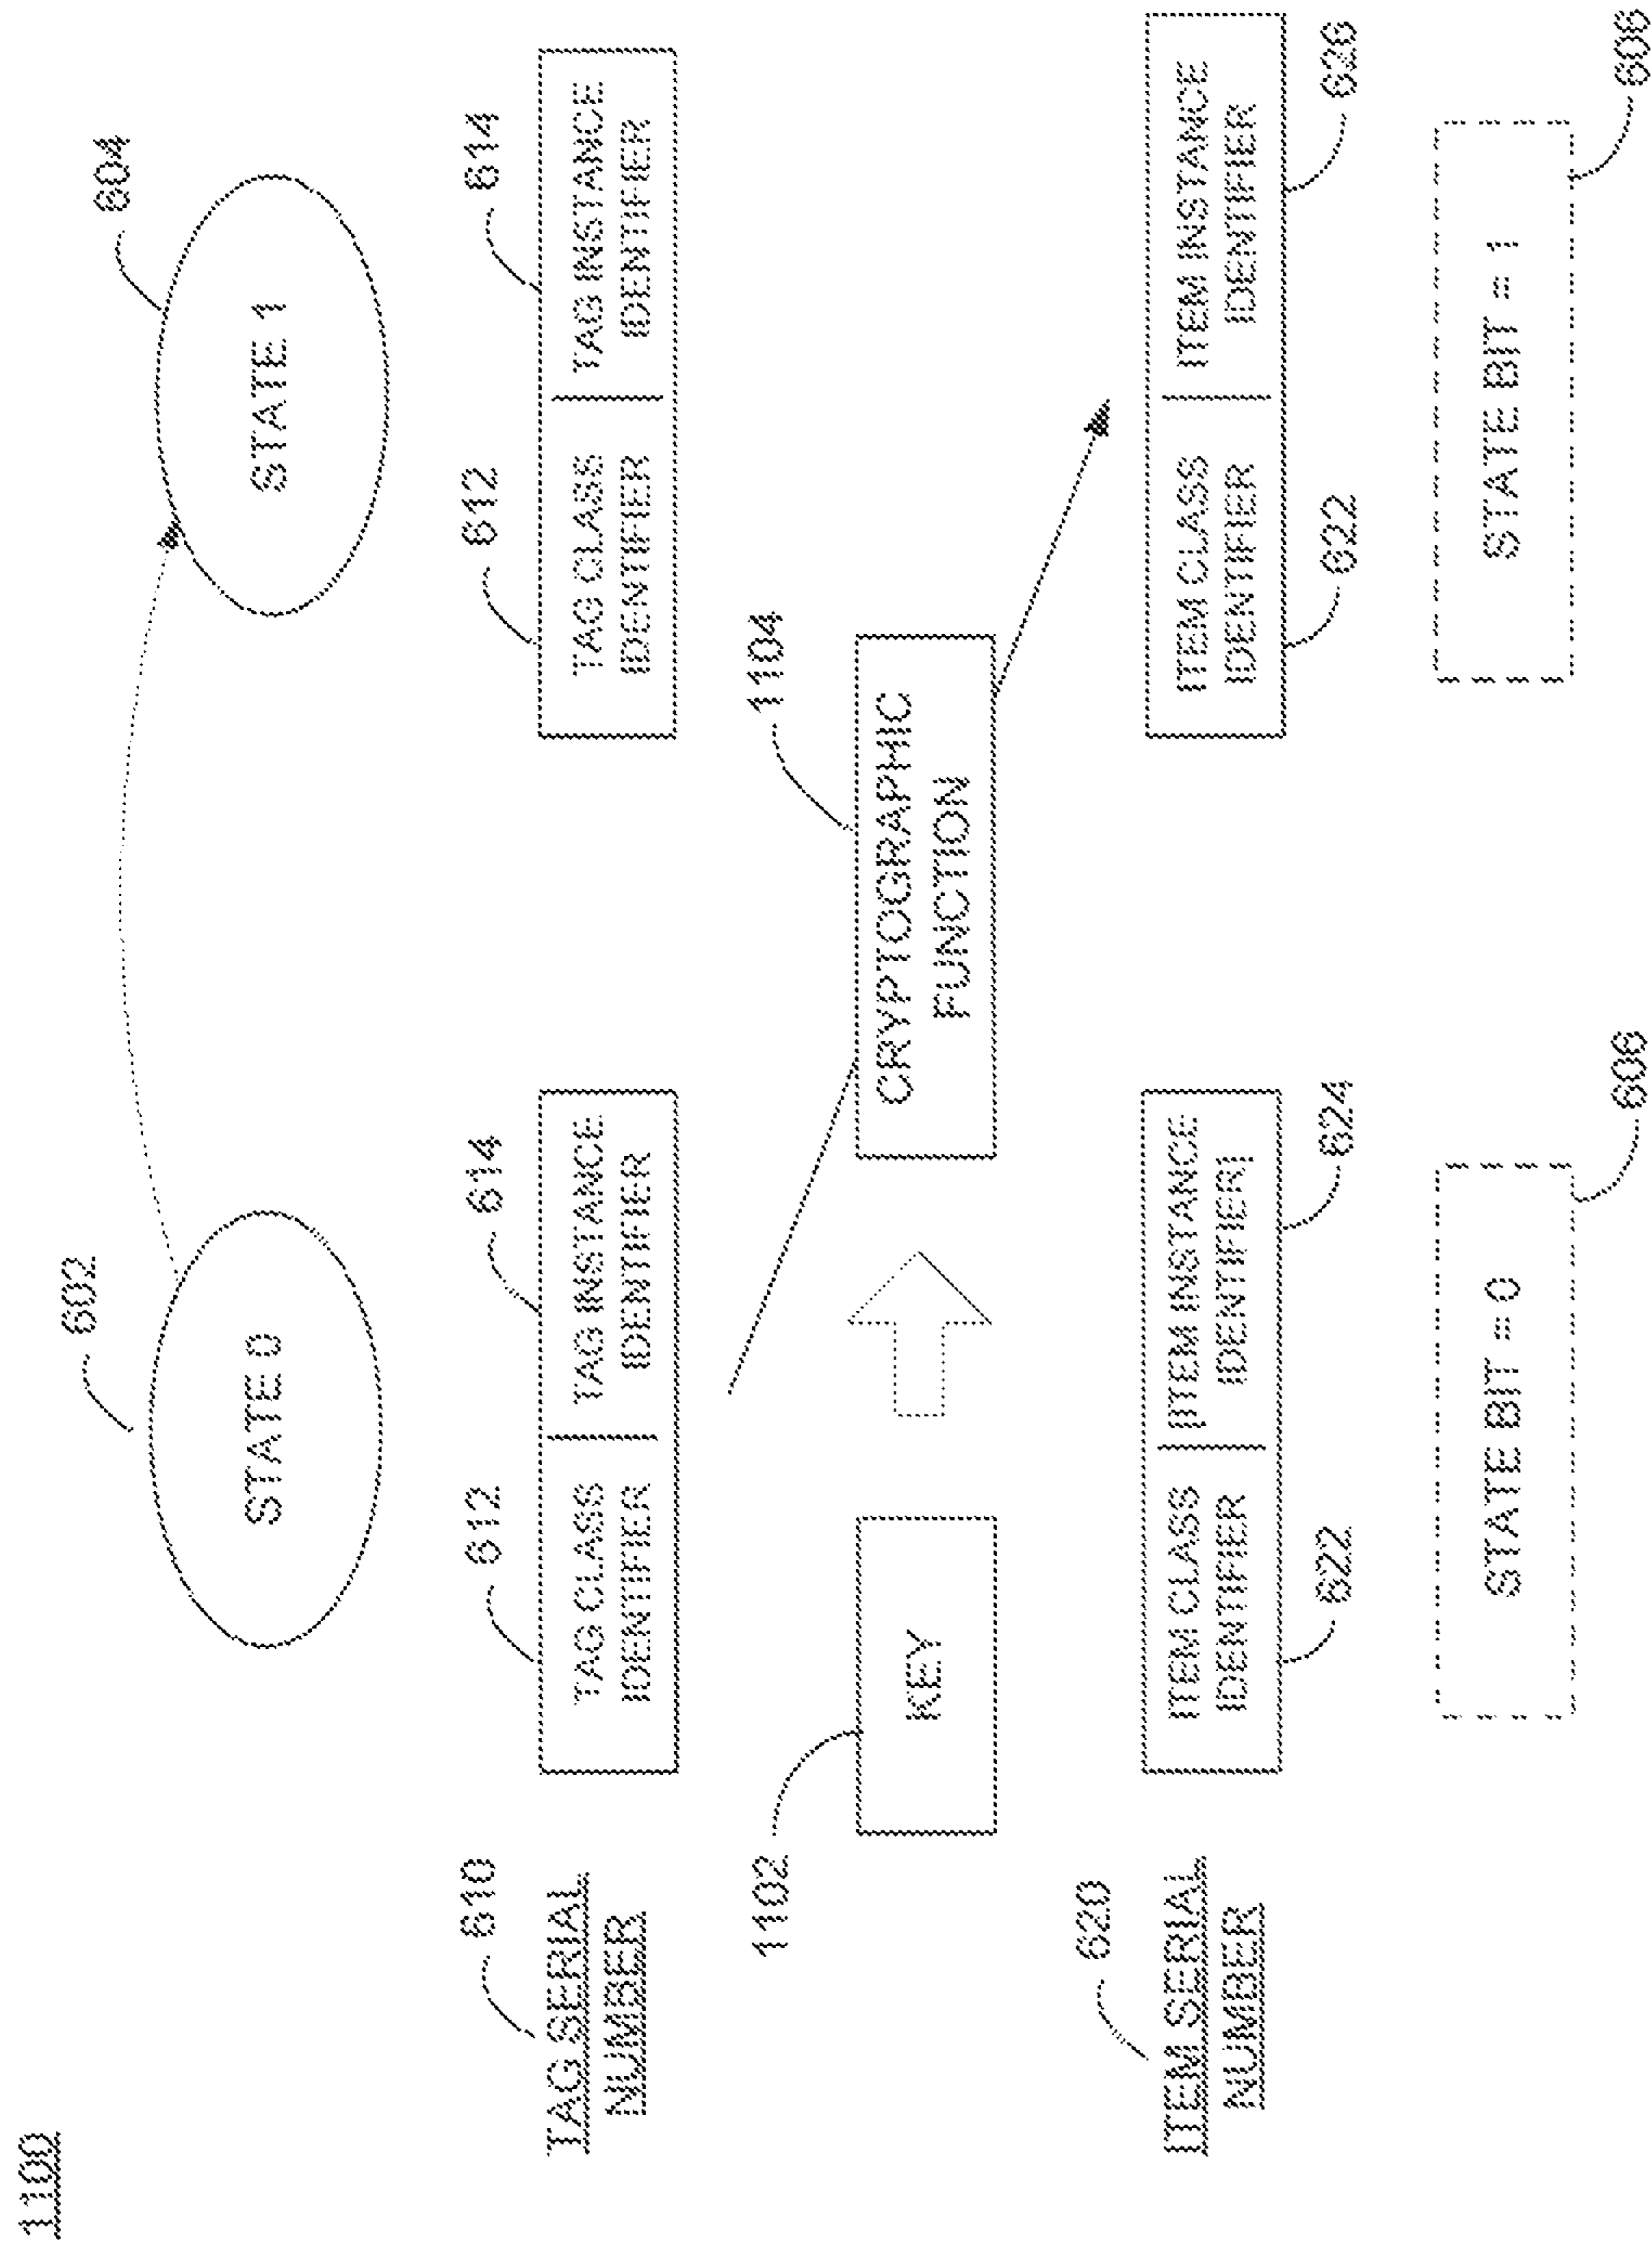 1100
602
604
STATE 0
STATE 1
610
612
614
612
614
TAG SERIAL
NUMBER
TAG CLASS
IDENTIFIER
TAG INSTANCE
IDENTIFIER
TAG CLASS
IDENTIFIER
TAG INSTANCE
IDENTIFIER
1102
1104
KEY
CRYPTOGRAPHIC
FUNCTION
620
ITEM SERIAL
NUMBER
ITEM CLASS
IDENTIFIER
[ITEM INSTANCE
IDENTIFIER]
ITEM CLASS
IDENTIFIER
ITEM INSTANCE
IDENTIFIER
622
624
622
626
STATE BIT = 0
STATE BIT = 1
606
606